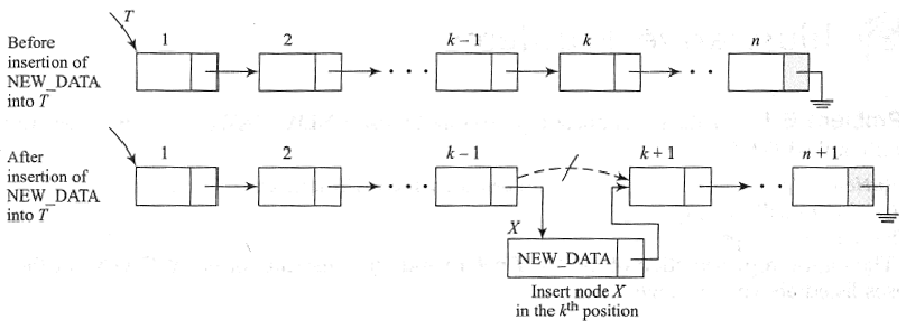 T
1 2 k – 1 k n
Before
insertion of
NEW_DATA
into T
After
insertion of
NEW_DATA
into T
1 2 k – 1 k + 1 n + 1
X
NEW_DATA
Insert node X
in the kth position